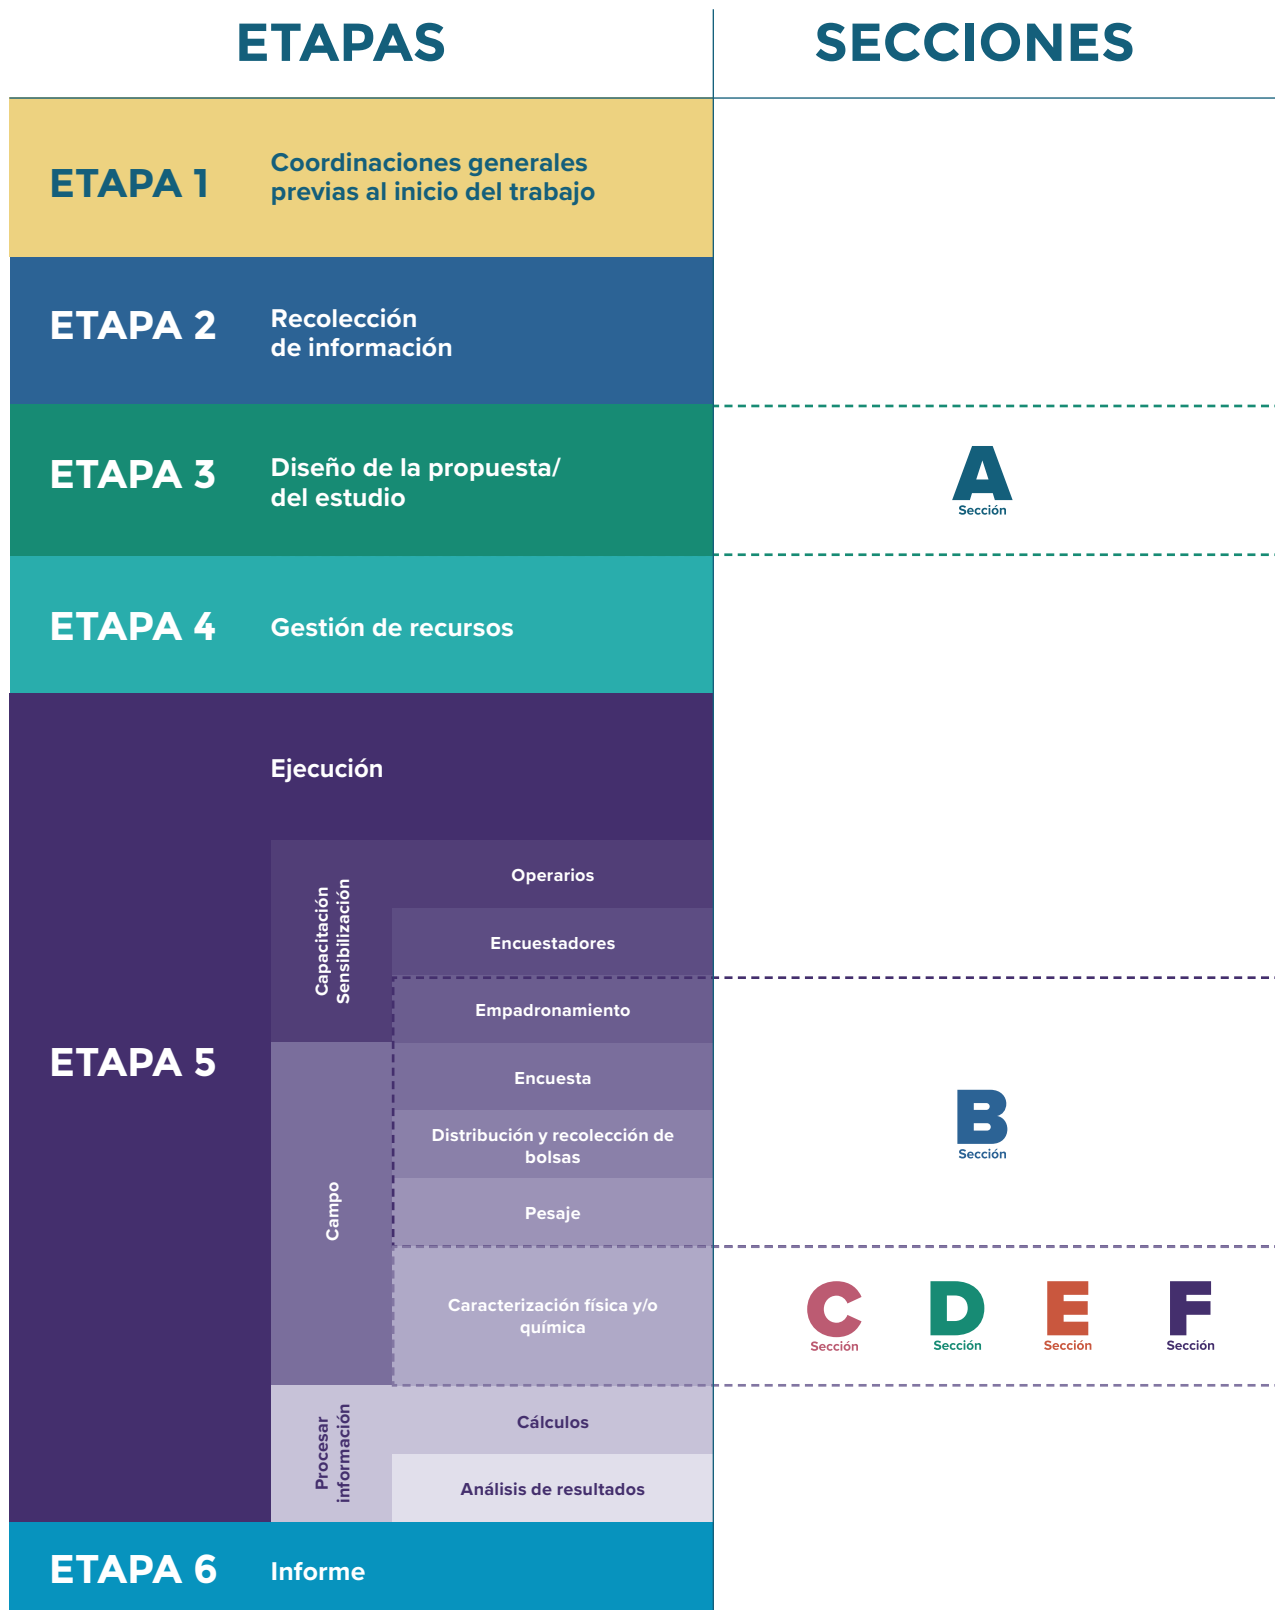 ETAPAS
SECCIONES
ETAPA 1
Coordinaciones generales
previas al inicio del trabajo
ETAPA 2
Recolección
de información
ETAPA 3
Diseño de la propuesta/
del estudio
A
Sección
ETAPA 4
Gestión de recursos
ETAPA 5
Ejecución
Capacitación
Sensibilización
Operarios
Encuestadores
Empadronamiento
Campo
Encuesta
Distribución y recolección de
bolsas
Pesaje
B
Sección
Caracterización física y/o
química
C
Sección
D
Sección
E
Sección
F
Sección
Procesar
información
Cálculos
Análisis de resultados
ETAPA 6
Informe